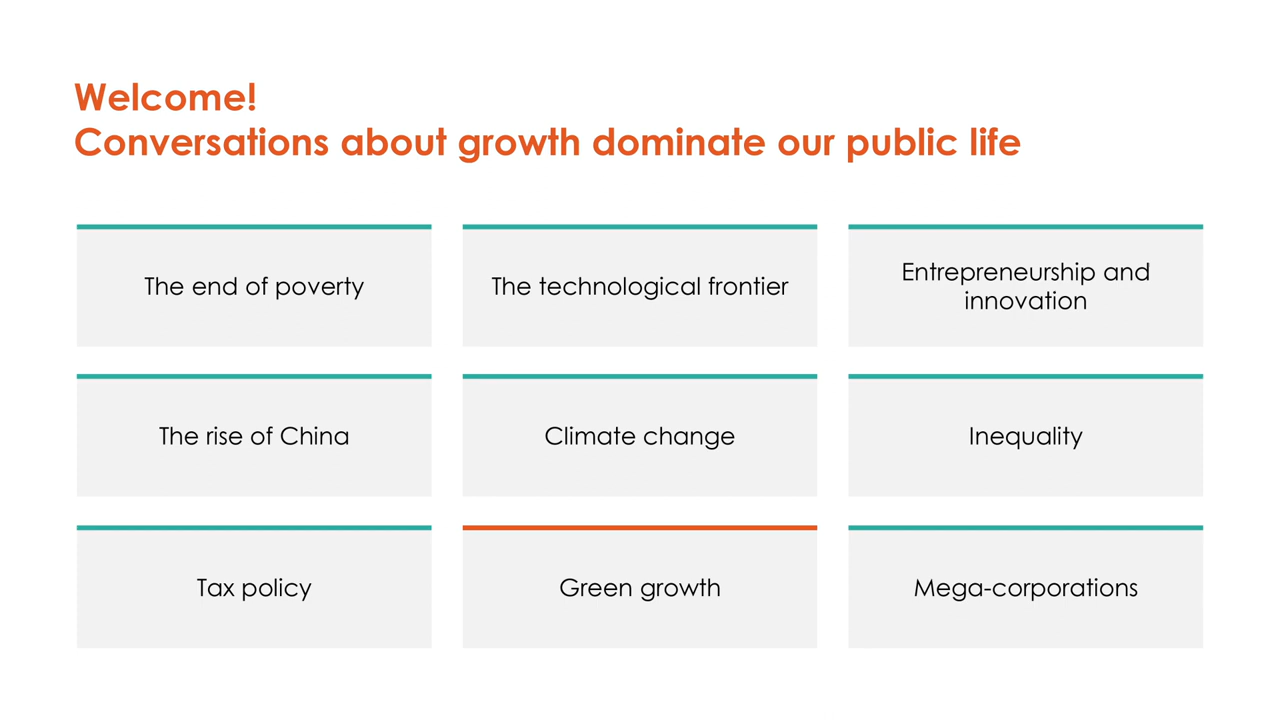 Welcome!
Conversations about growth dominate our public life
The end of poverty
The technological frontier
Entrepreneurship and
innovation
The rise of China
Climate change
Inequality
Tax policy
Green growth
Mega-corporations